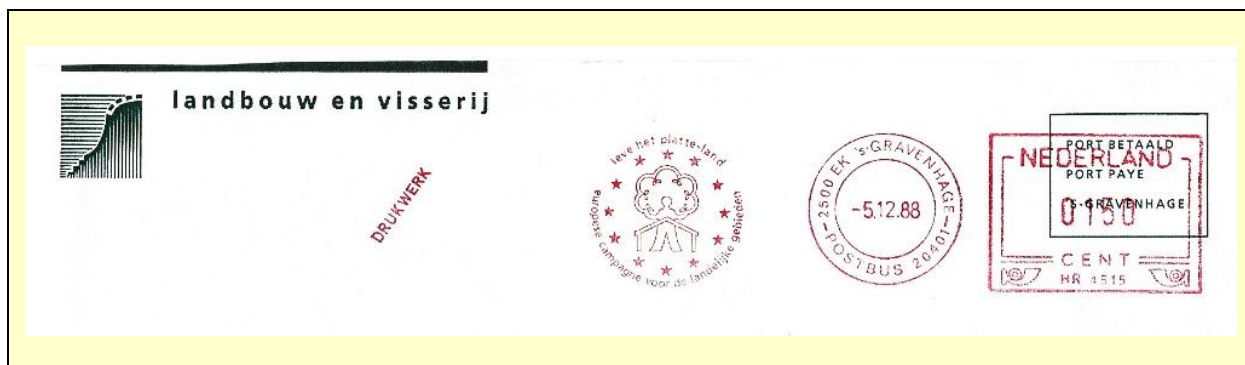 landbouw en visserij
DRUKWERK
leve het platte-land
europese campagne voor de landelijke gebieden
2500 EK 's-GRAVENHAGE
-5.12.88
POSTBUS 20401
PORT BETAALD
NEDERLAND
PORT PAYE
'S-GRAVENHAGE
0150
CENT
HR 4515